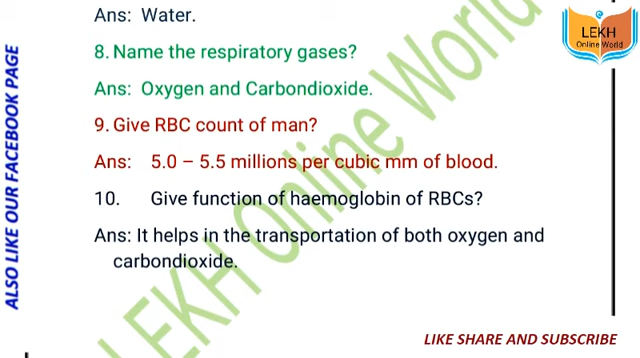 Ans: Water.
LEKH
Online World
8. Name the respiratory gases?
Ans: Oxygen and Carbondioxide.
9. Give RBC count of man?
Ans: 5.0 – 5.5 millions per cubic mm of blood.
10. Give function of haemoglobin of RBCs?
Ans: It helps in the transportation of both oxygen and
carbondioxide.
ALSO LIKE OUR FACEBOOK PAGE
LEKH Online World
LIKE SHARE AND SUBSCRIBE